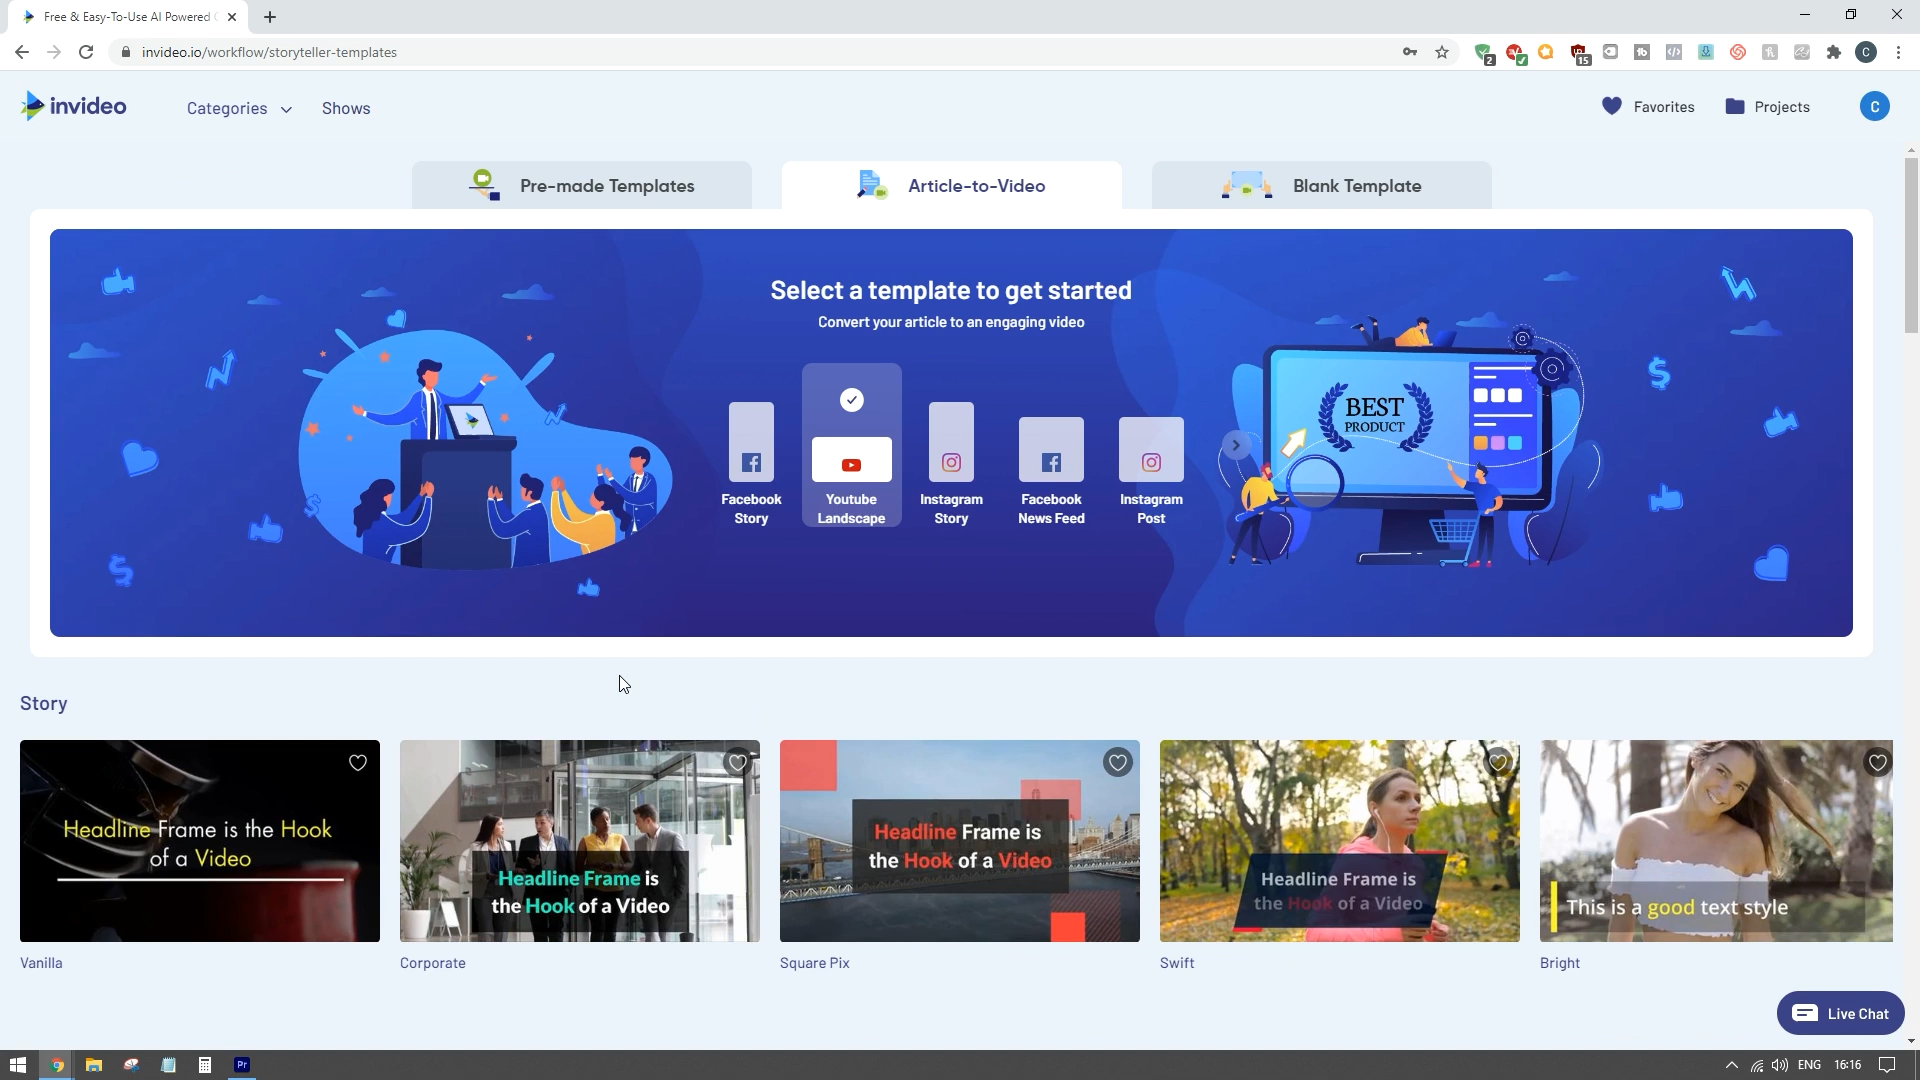 Free & Easy-To-Use AI Powered
invideo.io/workflow/storyteller-templates
2
15
C
invideo
Categories
Shows
Favorites
Projects
C
Pre-made Templates
Article-to-Video
Blank Template
Select a template to get started
Convert your article to an engaging video
BEST
PRODUCT
Facebook
Story
Youtube
Landscape
Instagram
Story
Facebook
News Feed
Instagram
Post
Story
Headline Frame is the Hook
of a Video
Headline Frame is
the Hook of a Video
Headline Frame is
the Hook of a Video
Headline Frame is
the Hook of a Video
This is a good text style
Vanilla
Corporate
Square Pix
Swift
Bright
Live Chat
Pr
ENG
16:16